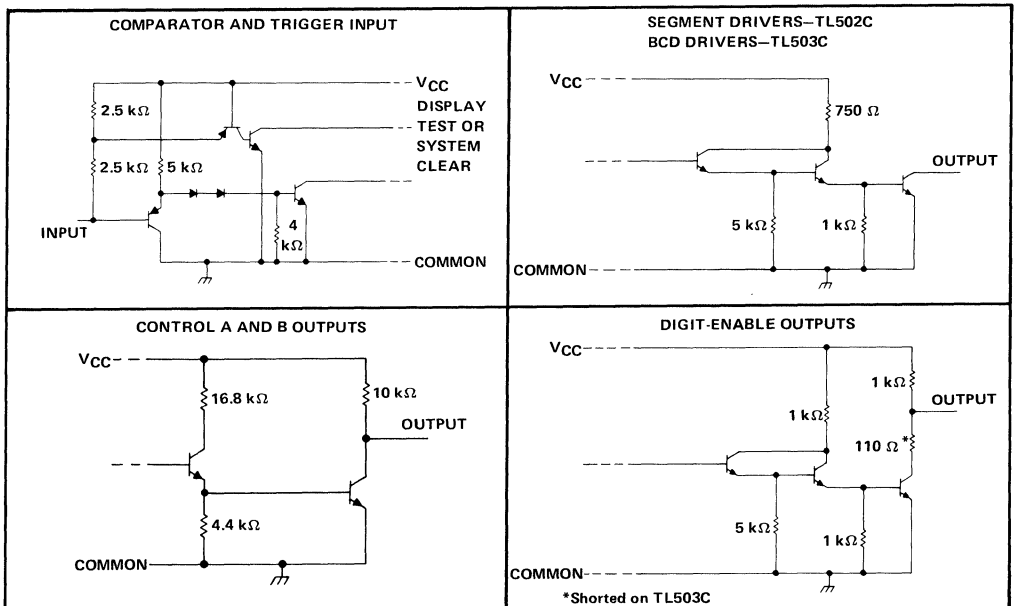 COMPARATOR AND TRIGGER INPUT
VCC
DISPLAY
TEST OR
SYSTEM
CLEAR
2.5 kΩ
2.5 kΩ
5 kΩ
4
kΩ
INPUT
COMMON
SEGMENT DRIVERS—TL502C
BCD DRIVERS—TL503C
VCC
750 Ω
OUTPUT
5 kΩ
1 kΩ
COMMON
CONTROL A AND B OUTPUTS
VCC
16.8 kΩ
10 kΩ
OUTPUT
4.4 kΩ
COMMON
DIGIT-ENABLE OUTPUTS
VCC
1 kΩ
OUTPUT
1 kΩ
110 Ω*
5 kΩ
1 kΩ
COMMON
*Shorted on TL503C